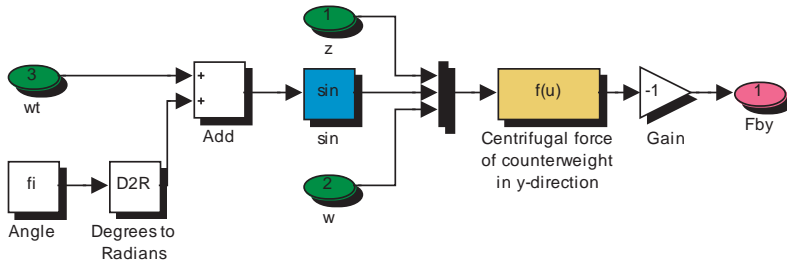 1
z
3
wt
+
+
Add
sin
sin
f(u)
Centrifugal force
of counterweight
in y-direction
-1
Gain
1
Fby
fi
Angle
D2R
Degrees to
Radians
2
w